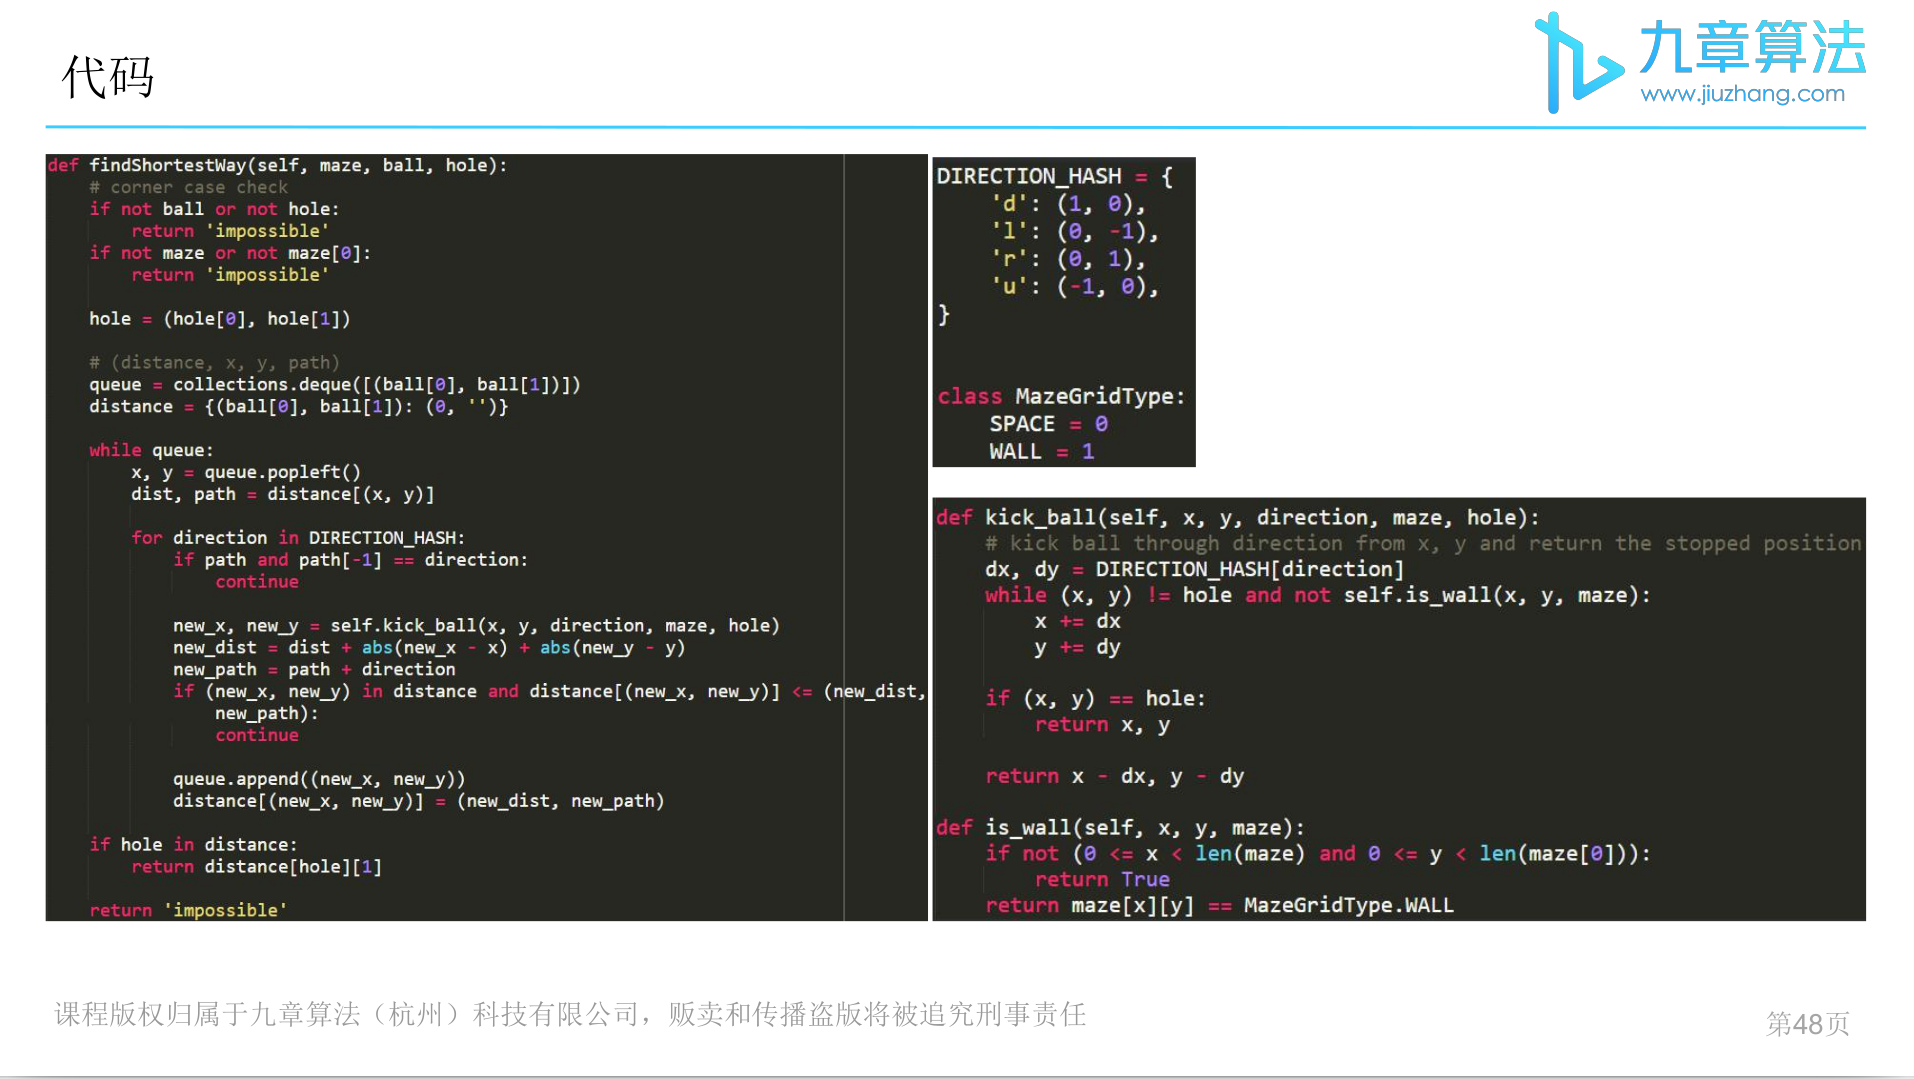 代码
九章算法
www.jiuzhang.com
def findShortestWay(self, maze, ball, hole):
    # corner case check
    if not ball or not hole:
        return 'impossible'
    if not maze or not maze[0]:
        return 'impossible'

    hole = (hole[0], hole[1])

    # (distance, x, y, path)
    queue = collections.deque([(ball[0], ball[1])])
    distance = {(ball[0], ball[1]): (0, '')}

    while queue:
        x, y = queue.popleft()
        dist, path = distance[(x, y)]

        for direction in DIRECTION_HASH:
            if path and path[-1] == direction:
                continue

            new_x, new_y = self.kick_ball(x, y, direction, maze, hole)
            new_dist = dist + abs(new_x - x) + abs(new_y - y)
            new_path = path + direction
            if (new_x, new_y) in distance and distance[(new_x, new_y)] <= (new_dist,
                new_path):
                continue

            queue.append((new_x, new_y))
            distance[(new_x, new_y)] = (new_dist, new_path)

    if hole in distance:
        return distance[hole][1]

    return 'impossible'
DIRECTION_HASH = {
    'd': (1, 0),
    'l': (0, -1),
    'r': (0, 1),
    'u': (-1, 0),
}

class MazeGridType:
    SPACE = 0
    WALL = 1
def kick_ball(self, x, y, direction, maze, hole):
    # kick ball through direction from x, y and return the stopped position
    dx, dy = DIRECTION_HASH[direction]
    while (x, y) != hole and not self.is_wall(x, y, maze):
        x += dx
        y += dy

    if (x, y) == hole:
        return x, y

    return x - dx, y - dy

def is_wall(self, x, y, maze):
    if not (0 <= x < len(maze) and 0 <= y < len(maze[0])):
        return True
    return maze[x][y] == MazeGridType.WALL
课程版权归属于九章算法（杭州）科技有限公司，贩卖和传播盗版将被追究刑事责任
第48页